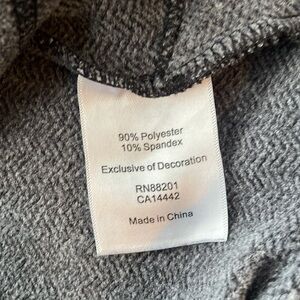 90% Polyester
10% Spandex
Exclusive of Decoration
RN88201
CA14442
Made in China